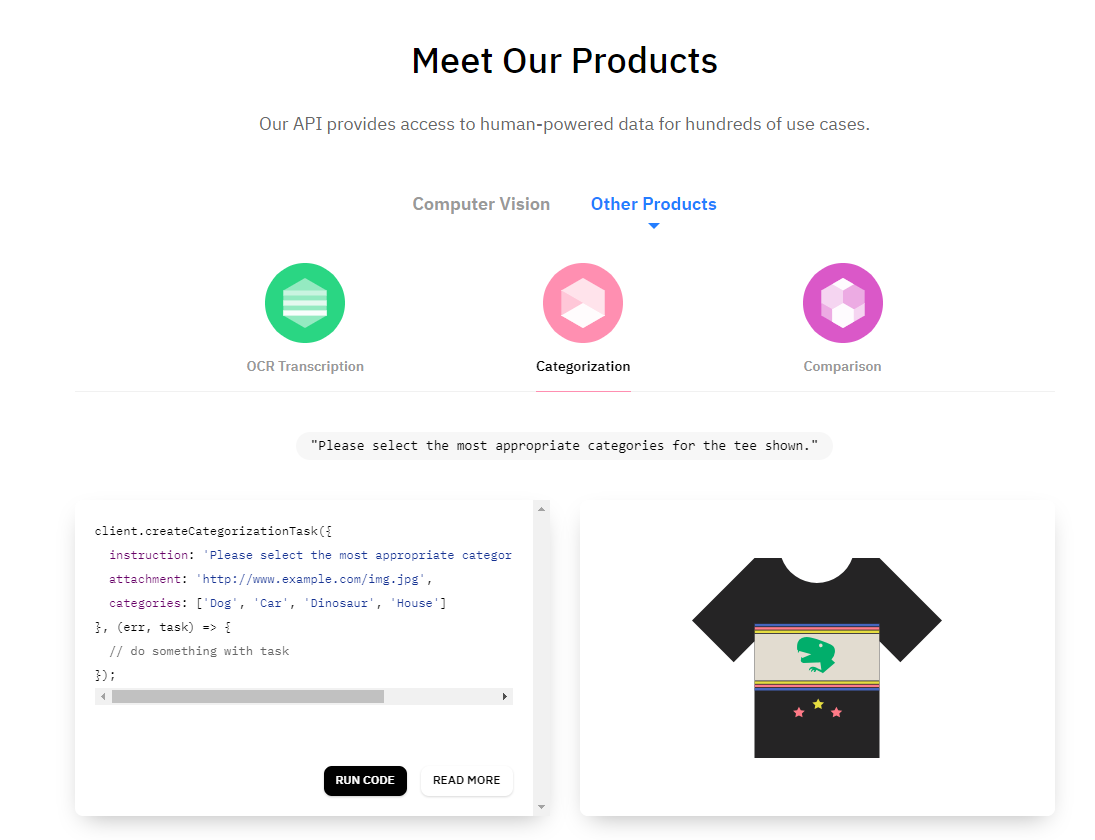 Meet Our Products
Our API provides access to human-powered data for hundreds of use cases.
Computer Vision
Other Products
OCR Transcription
Categorization
Comparison
"Please select the most appropriate categories for the tee shown."
client.createCategorizationTask({
  instruction: 'Please select the most appropriate categor
  attachment: 'http://www.example.com/img.jpg',
  categories: ['Dog', 'Car', 'Dinosaur', 'House']
}, (err, task) => {
  // do something with task
});
RUN CODE
READ MORE